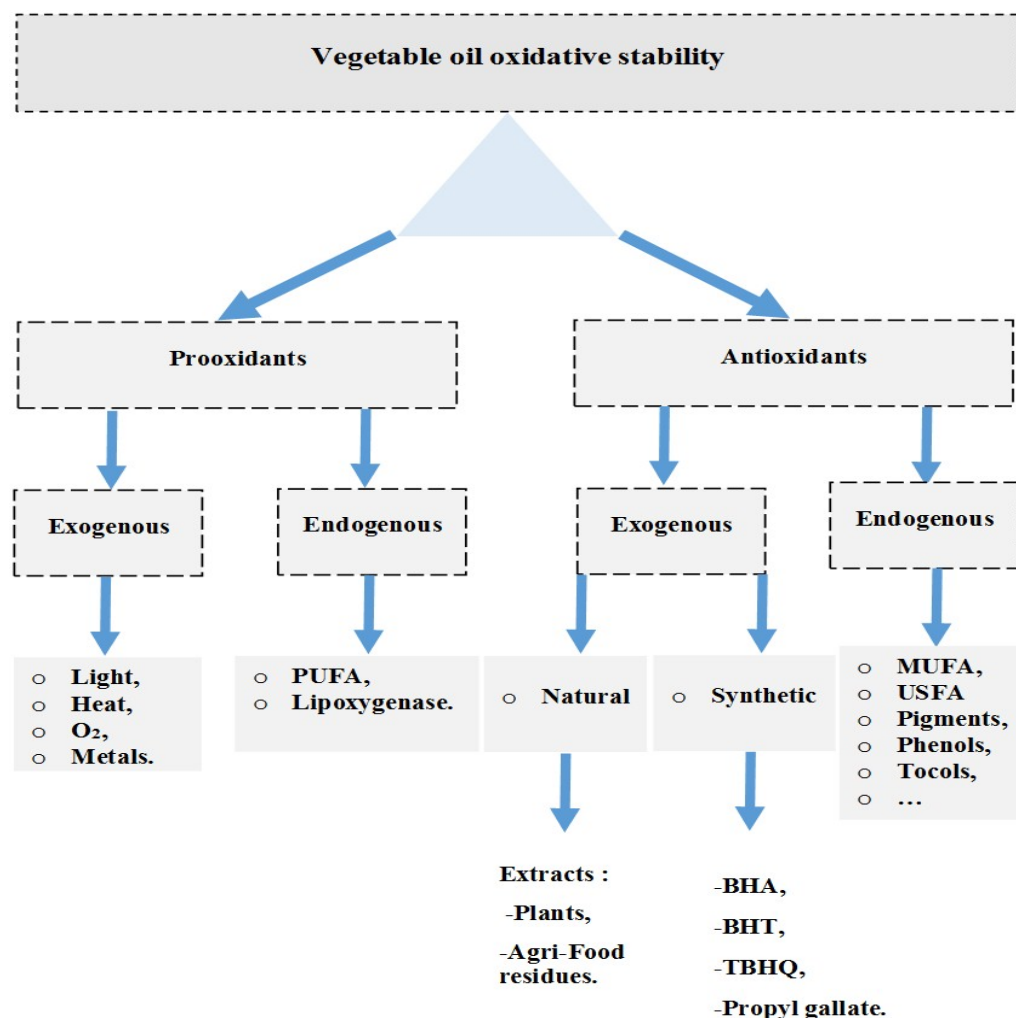 Vegetable oil oxidative stability
Prooxidants
Antioxidants
Exogenous
Endogenous
Exogenous
Endogenous
o Light,
o Heat,
o O₂,
o Metals.
o PUFA,
o Lipoxygenase.
o Natural
o Synthetic
o MUFA,
o USFA
o Pigments,
o Phenols,
o Tocols,
o ...
Extracts :
-Plants,
-Agri-Food
residues.
-BHA,
-BHT,
-TBHQ,
-Propyl gallate.